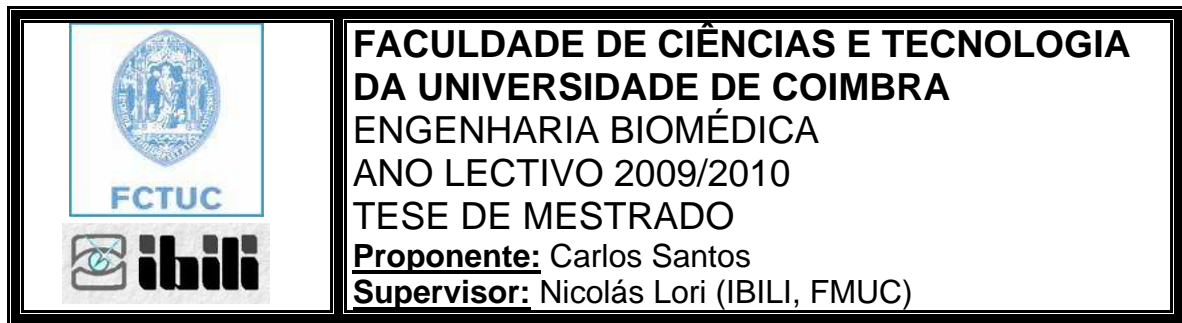 FCTUC
ibili
FACULDADE DE CIÊNCIAS E TECNOLOGIA
DA UNIVERSIDADE DE COIMBRA
ENGENHARIA BIOMÉDICA
ANO LECTIVO 2009/2010
TESE DE MESTRADO
Proponente: Carlos Santos
Supervisor: Nicolás Lori (IBILI, FMUC)